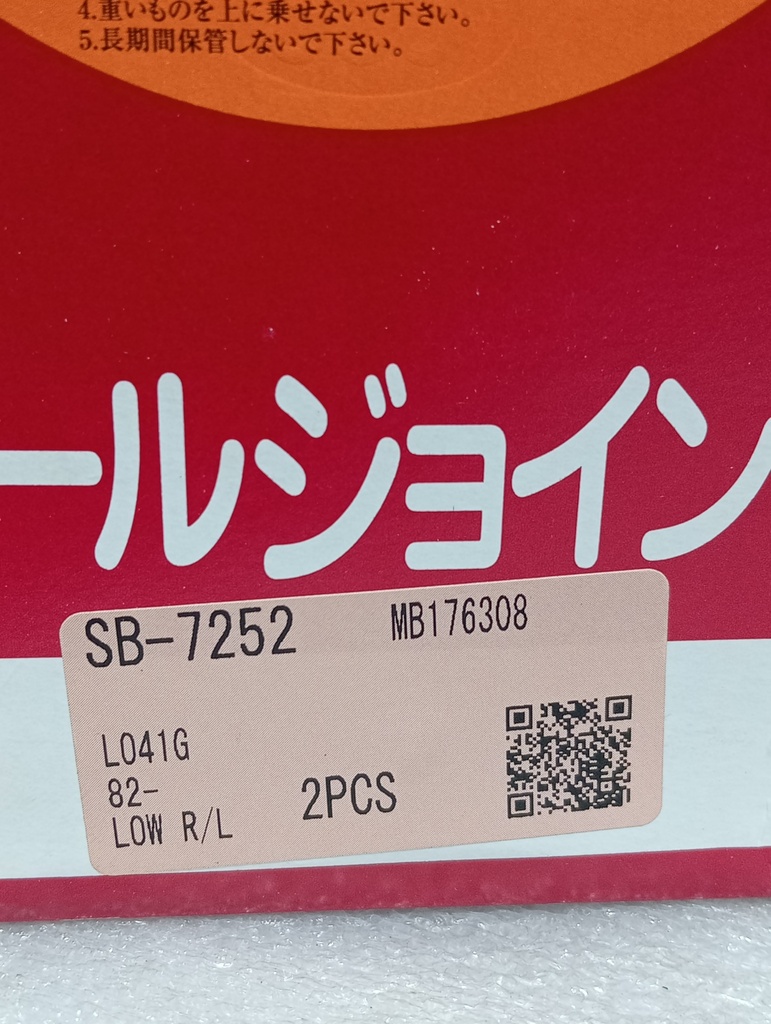 4.重いものを上に乗せないで下さい。
5.長期間保管しないで下さい。
ールジョイン
SB-7252 MB176308
L041G
82-
LOW R/L 2PCS